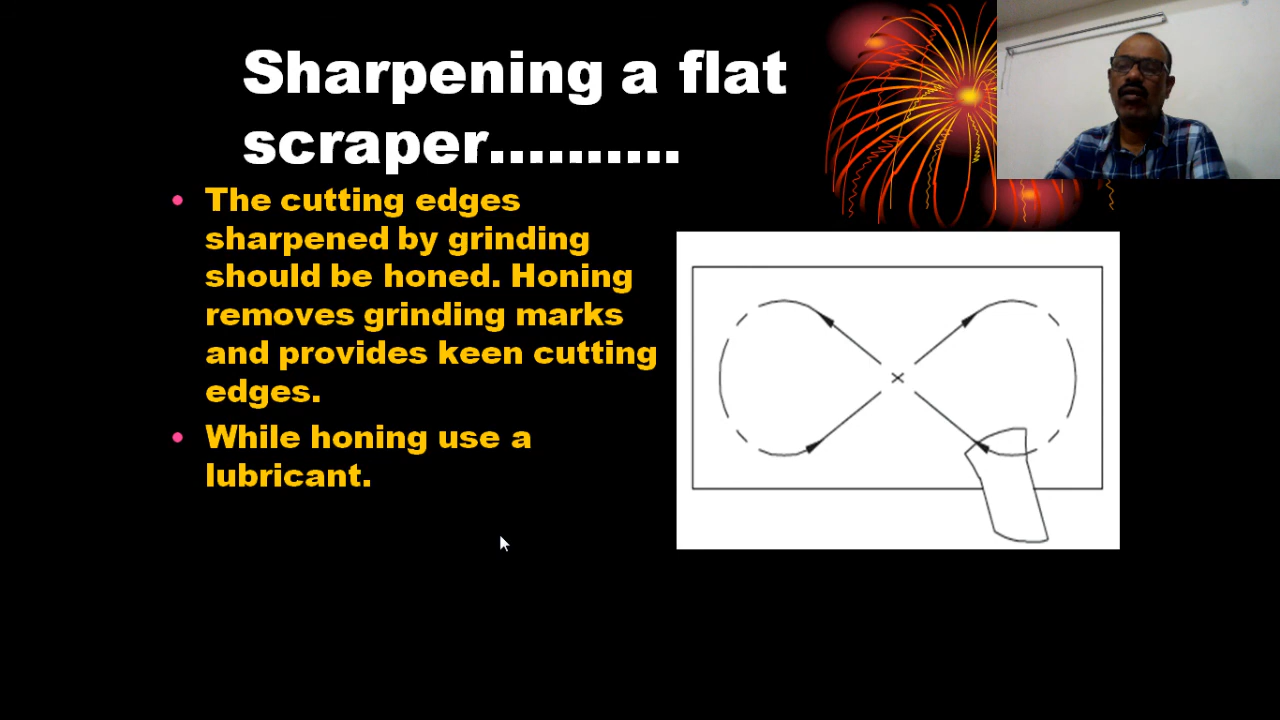 Sharpening a flat
scraper..........
• The cutting edges
sharpened by grinding
should be honed. Honing
removes grinding marks
and provides keen cutting
edges.
• While honing use a
lubricant.